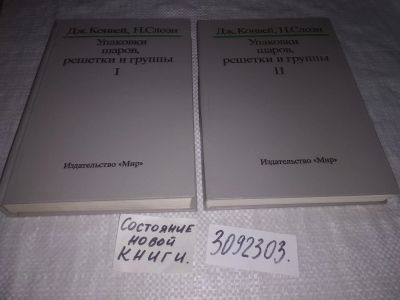 Дж. Конвей, Н.Слоэн
Упаковки
шаров,
решетки и группы
I
Издательство «Мир»
Дж. Конвей, Н.Слоэн
Упаковки
шаров,
решетки и группы
II
Издательство «Мир»
Состояние
новой
книги.
3092303.